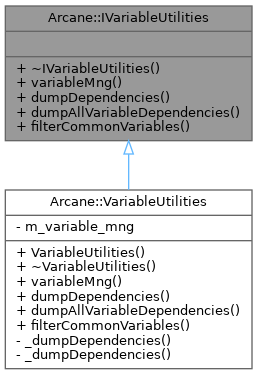 Arcane::IVariableUtilities
+ ~IVariableUtilities()
+ variableMng()
+ dumpDependencies()
+ dumpAllVariableDependencies()
+ filterCommonVariables()
Arcane::VariableUtilities
- m_variable_mng
+ VariableUtilities()
+ ~VariableUtilities()
+ variableMng()
+ dumpDependencies()
+ dumpAllVariableDependencies()
+ filterCommonVariables()
- _dumpDependencies()
- _dumpDependencies()